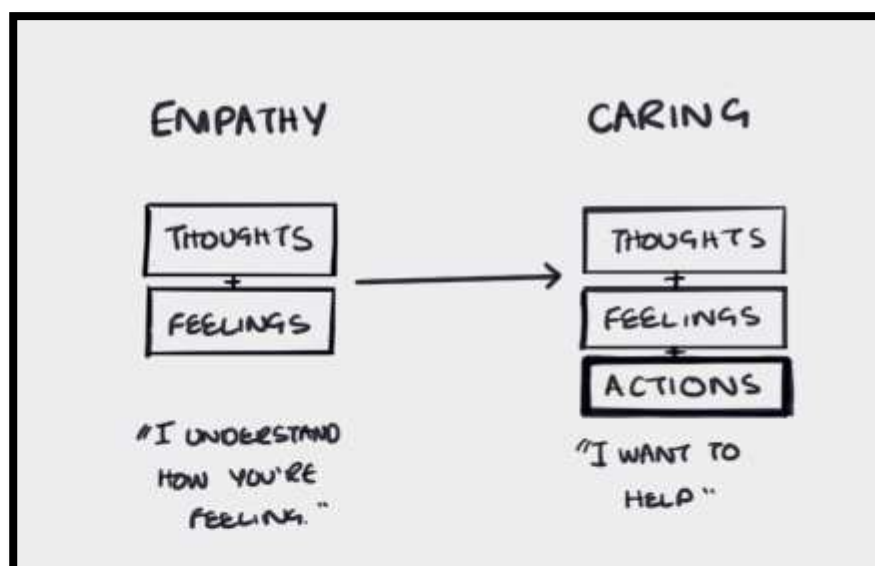 EMPATHY
THOUGHTS
+
FEELINGS
"I UNDERSTAND
HOW YOU'RE
FEELING."
CARING
THOUGHTS
+
FEELINGS
+
ACTIONS
"I WANT TO
HELP"